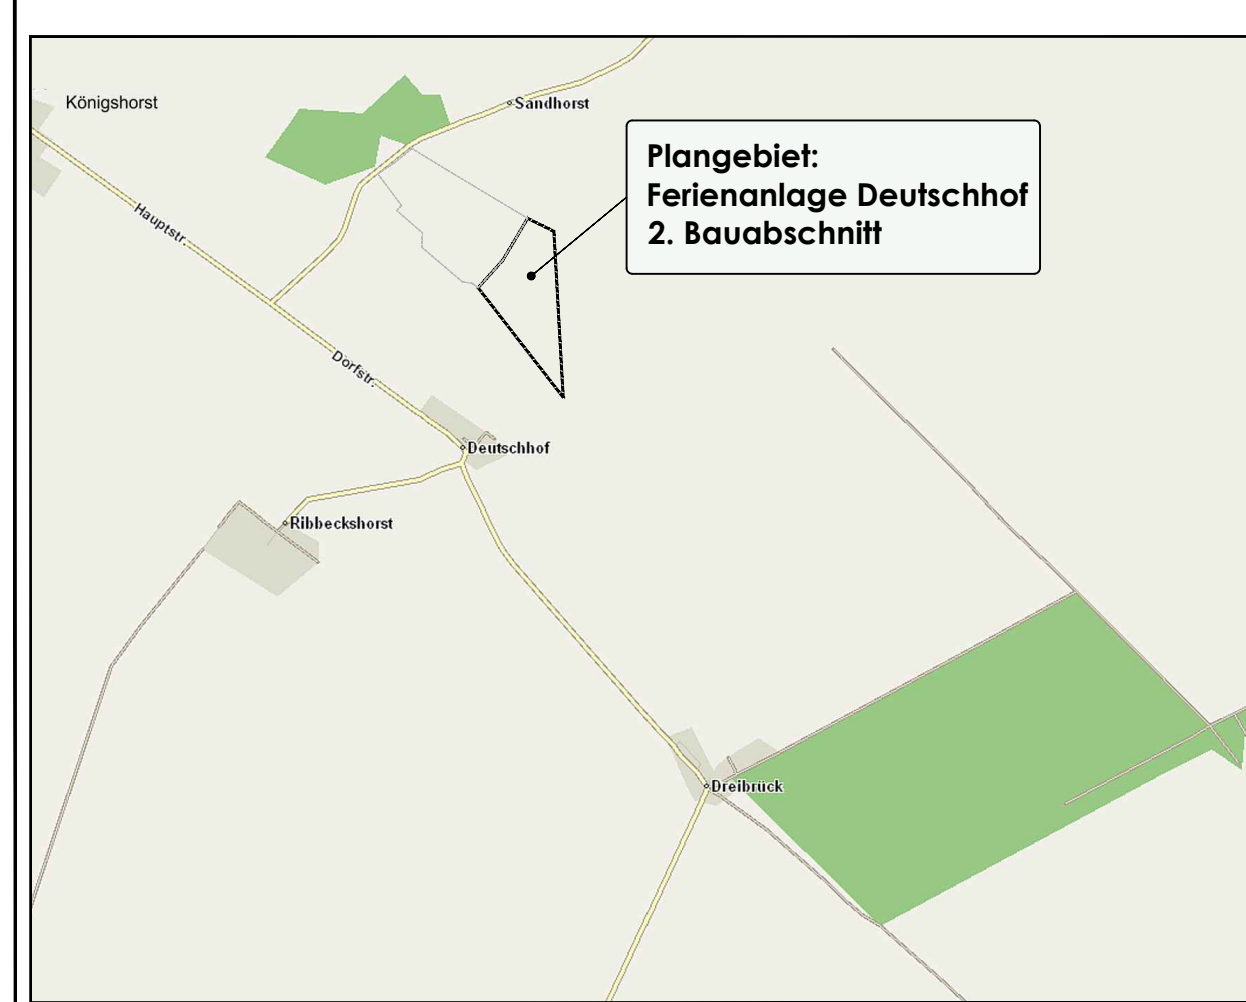 Königshorst
Sandhorst
Plangebiet:
Ferienanlage Deutschhof
2. Bauabschnitt
Hauptstr.
Dorfstr.
Deutschhof
Ribbeckshorst
Dreibrück